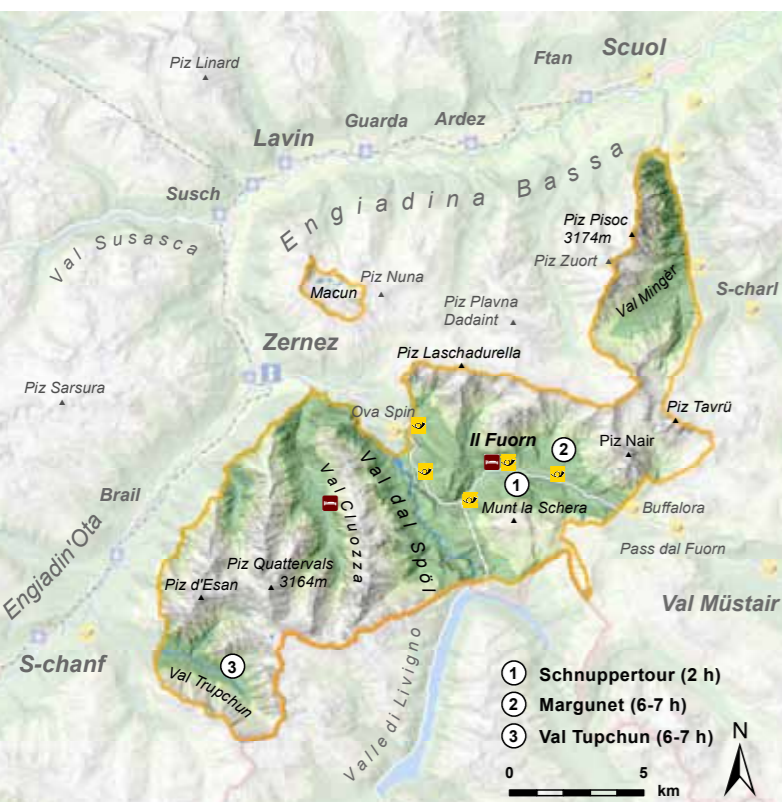 Scuol
Ftan
Piz Linard
Ardez
Guarda
Lavin
Engiadina Bassa
Susch
Piz Pisoc
3174m
Val Susasca
Piz Zuort
Piz Nuna
Macun
S-charl
Val Mingèr
Piz Plavna
Dadaint
Zernez
Piz Laschadurella
Piz Sarsura
Piz Tavrü
Ova Spin
Il Fuorn
2
Piz Nair
1
Val Cluozza
Val dal Spöl
Brail
Munt la Schera
Buffalora
Engiadin'Ota
Pass dal Fuorn
Piz Quattervals
3164m
Piz d'Esan
Val Müstair
S-chanf
3
Val Trupchun
Valle di Livigno
1 Schnuppertour (2 h)
2 Margunet (6-7 h)
3 Val Tupchun (6-7 h)
N
0 5
km